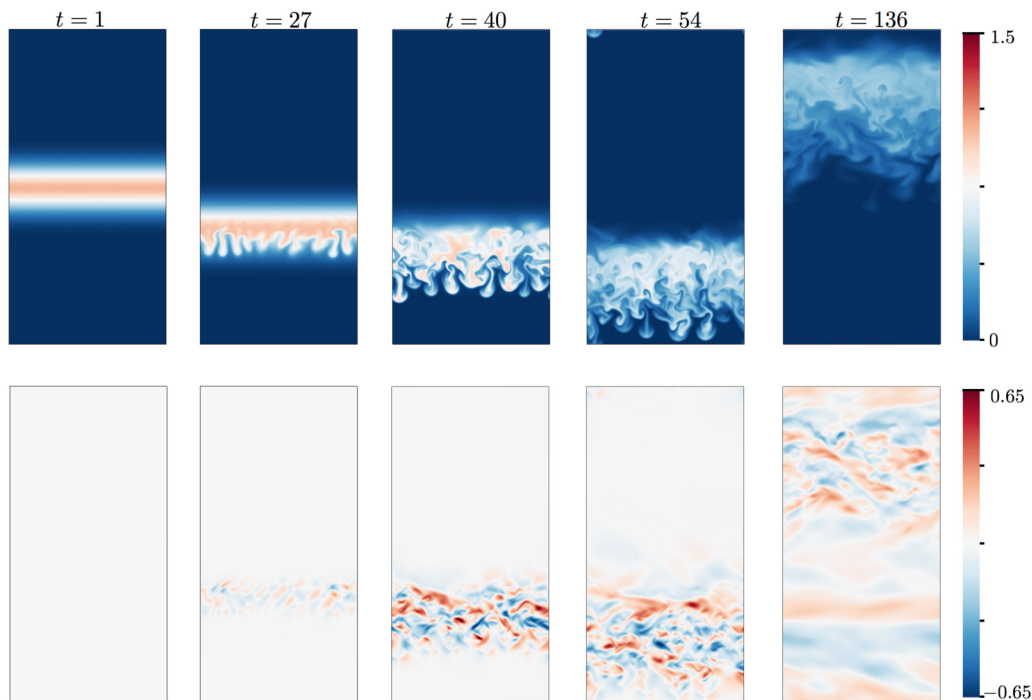 t = 1 t = 27 t = 40 t = 54 t = 136
1.5
0
0.65
−0.65